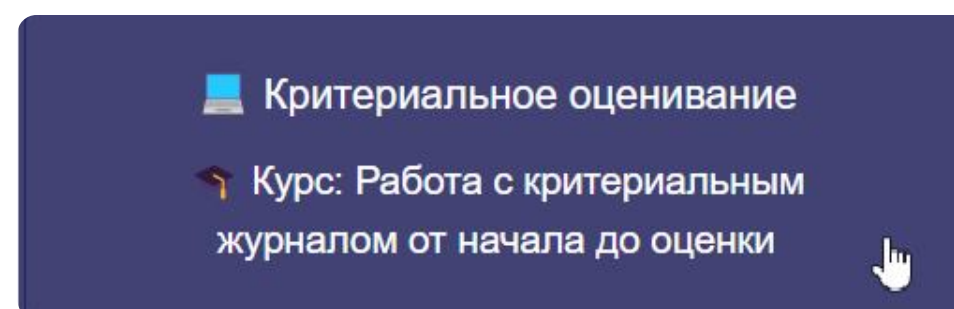 💻 Критериальное оценивание
🎓 Курс: Работа с критериальным
журналом от начала до оценки